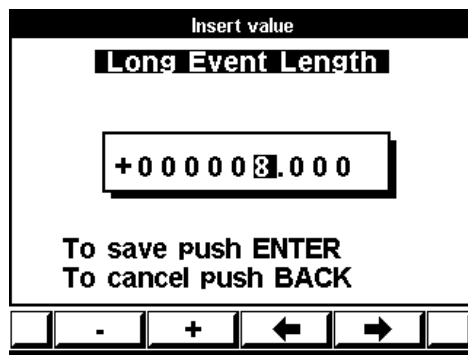 Insert value
Long Event Length
+000008.000
To save push ENTER
To cancel push BACK
- + ← →